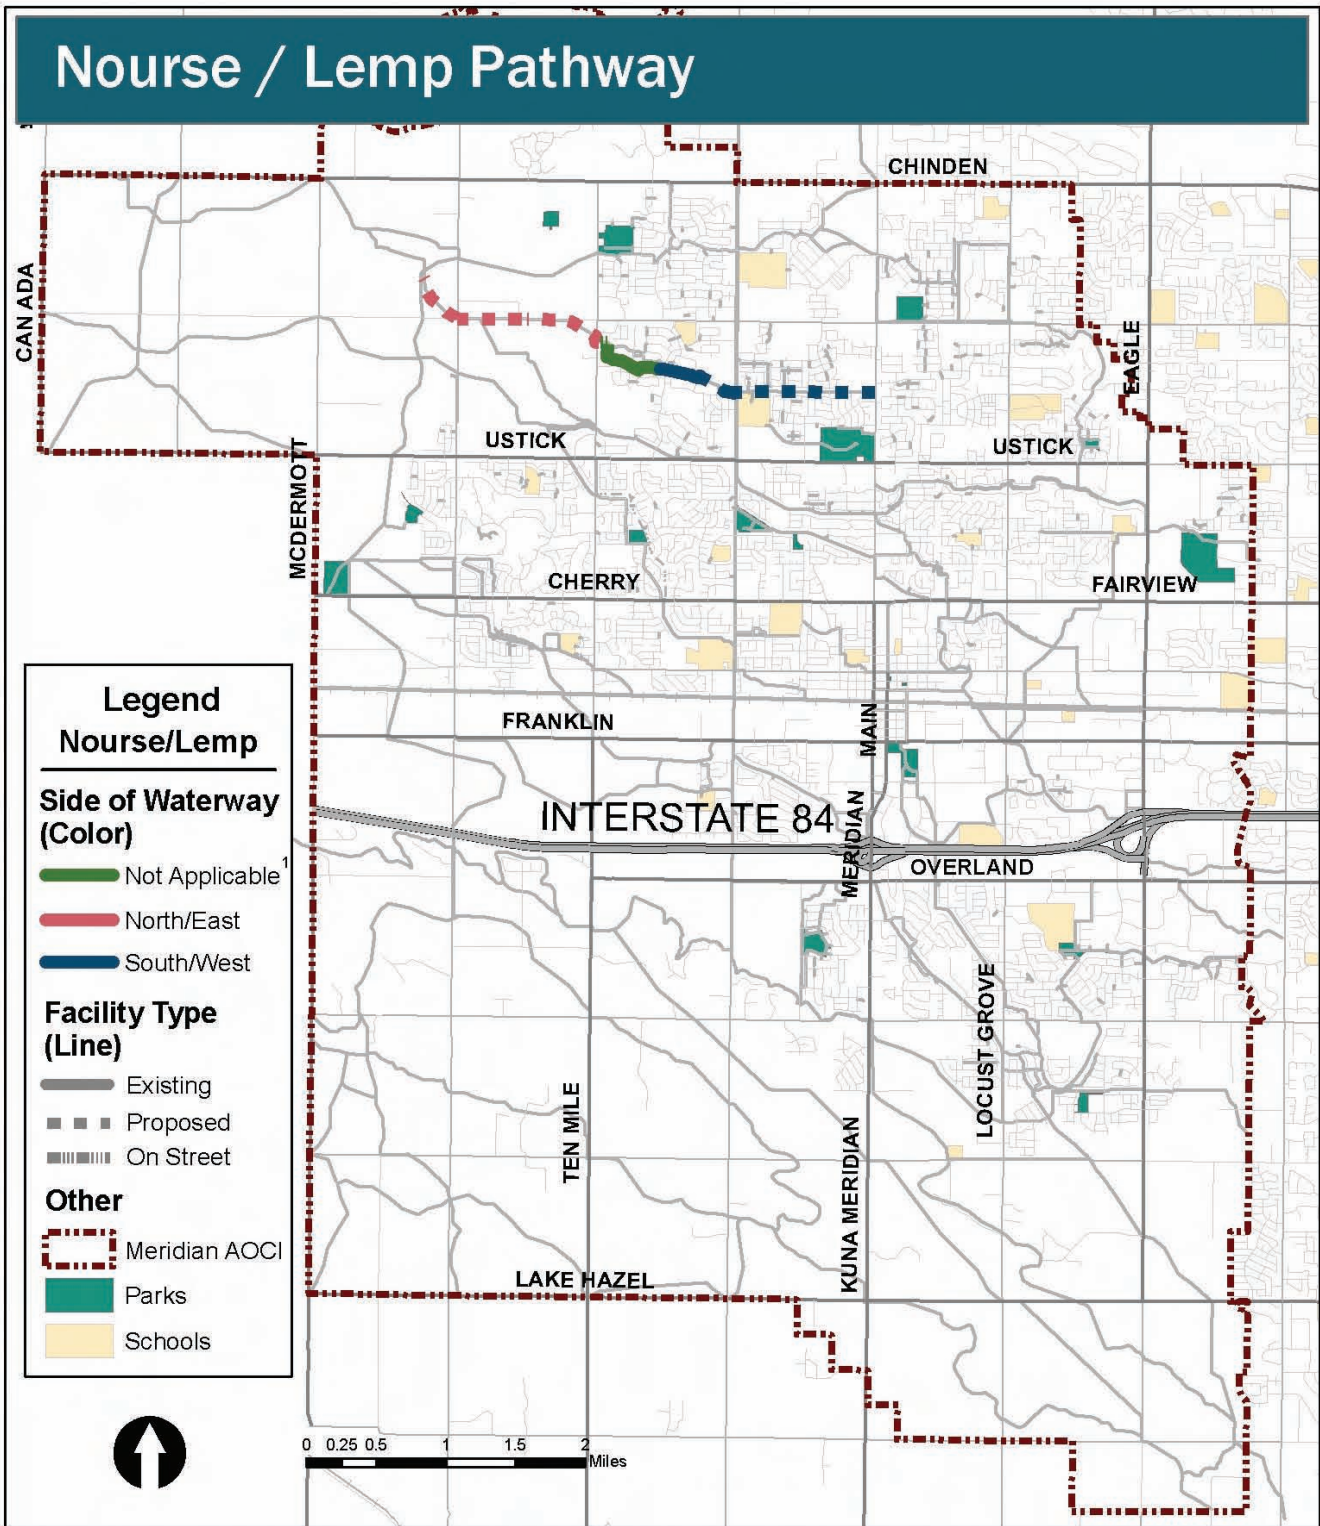 Nourse / Lemp Pathway
CHINDEN
CAN ADA
EAGLE
USTICK
USTICK
MCDERMOTT
CHERRY
FAIRVIEW
Legend
Nourse/Lemp
Side of Waterway
(Color)
Not Applicable1
North/East
South/West
Facility Type
(Line)
Existing
Proposed
On Street
Other
Meridian AOCI
Parks
Schools
FRANKLIN
MAIN
INTERSTATE 84
MERIDIAN
OVERLAND
LOCUST GROVE
TEN MILE
KUNA MERIDIAN
LAKE HAZEL
0 0.25 0.5 1 1.5 2
Miles